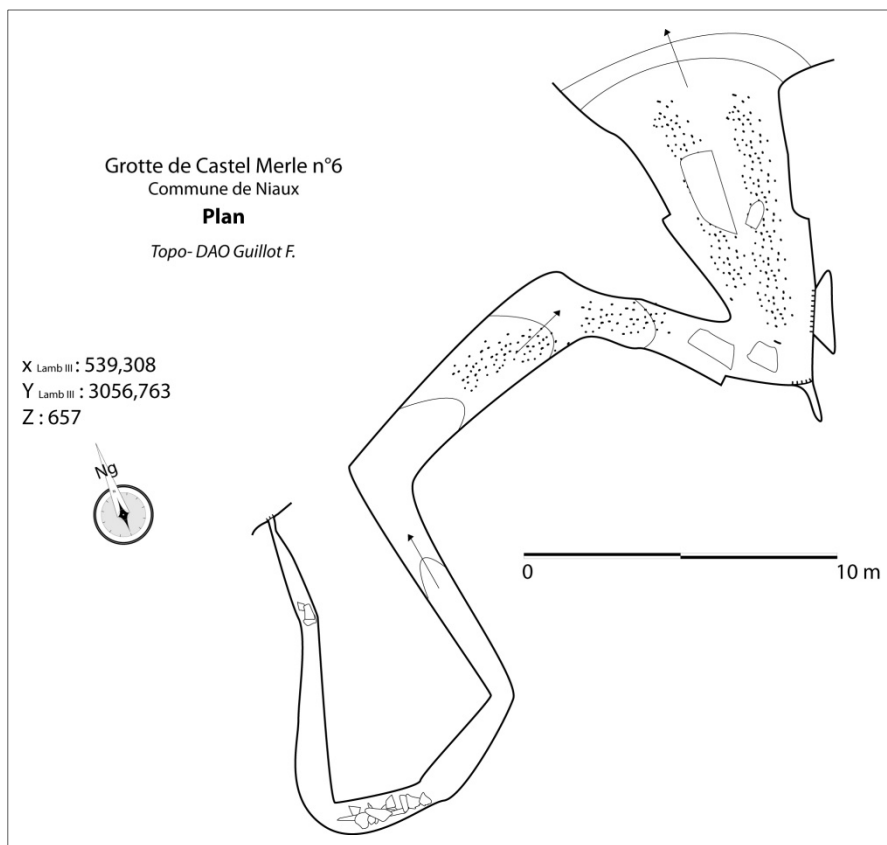 Grotte de Castel Merle n°6
Commune de Niaux
Plan
Topo- DAO Guillot F.
X Lamb III : 539,308
Y Lamb III : 3056,763
Z : 657
Ng
0 10 m